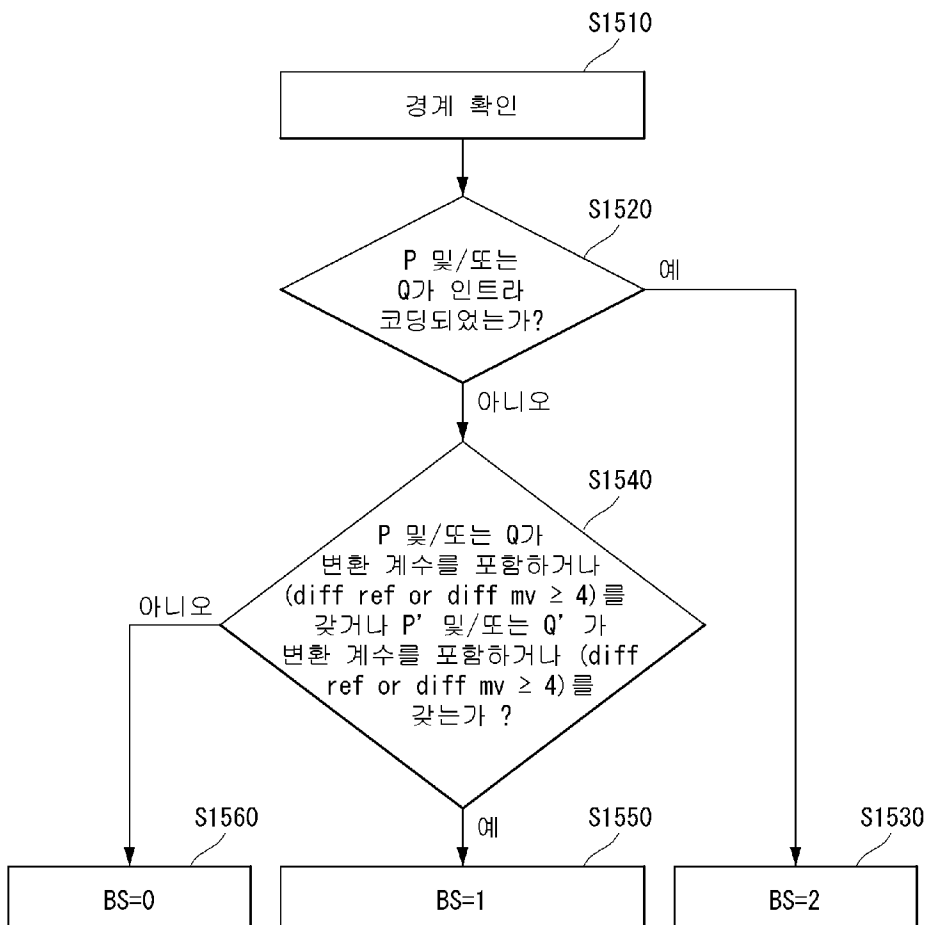 S1510
경계 확인
S1520
P 및/또는
Q가 인트라
코딩되었는가?
예
아니오
S1540
P 및/또는 Q가
변환 계수를 포함하거나
(diff ref or diff mv ≥ 4)를
갖거나 P' 및/또는 Q' 가
변환 계수를 포함하거나 (diff
ref or diff mv ≥ 4)를
갖는가 ?
아니오
예
S1560
S1550
S1530
BS=0
BS=1
BS=2